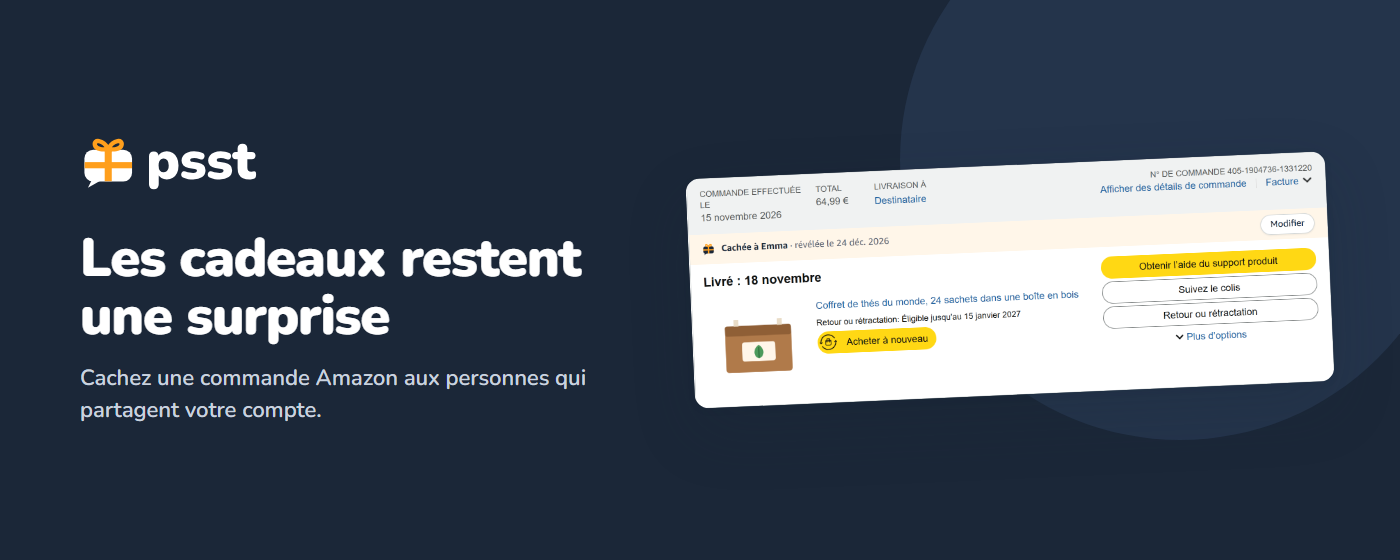 psst
Les cadeaux restent
une surprise
Cachez une commande Amazon aux personnes qui
partagent votre compte.
COMMANDE EFFECTUÉE
LE
15 novembre 2026
TOTAL
64,99 €
LIVRAISON À
Destinataire
N° DE COMMANDE 405-1904736-1331220
Afficher des détails de commande
Facture
Cachée à Emma · révélée le 24 déc. 2026
Modifier
Livré : 18 novembre
Coffret de thés du monde, 24 sachets dans une boîte en bois
Retour ou rétractation: Éligible jusqu'au 15 janvier 2027
Acheter à nouveau
Obtenir l'aide du support produit
Suivez le colis
Retour ou rétractation
Plus d'options